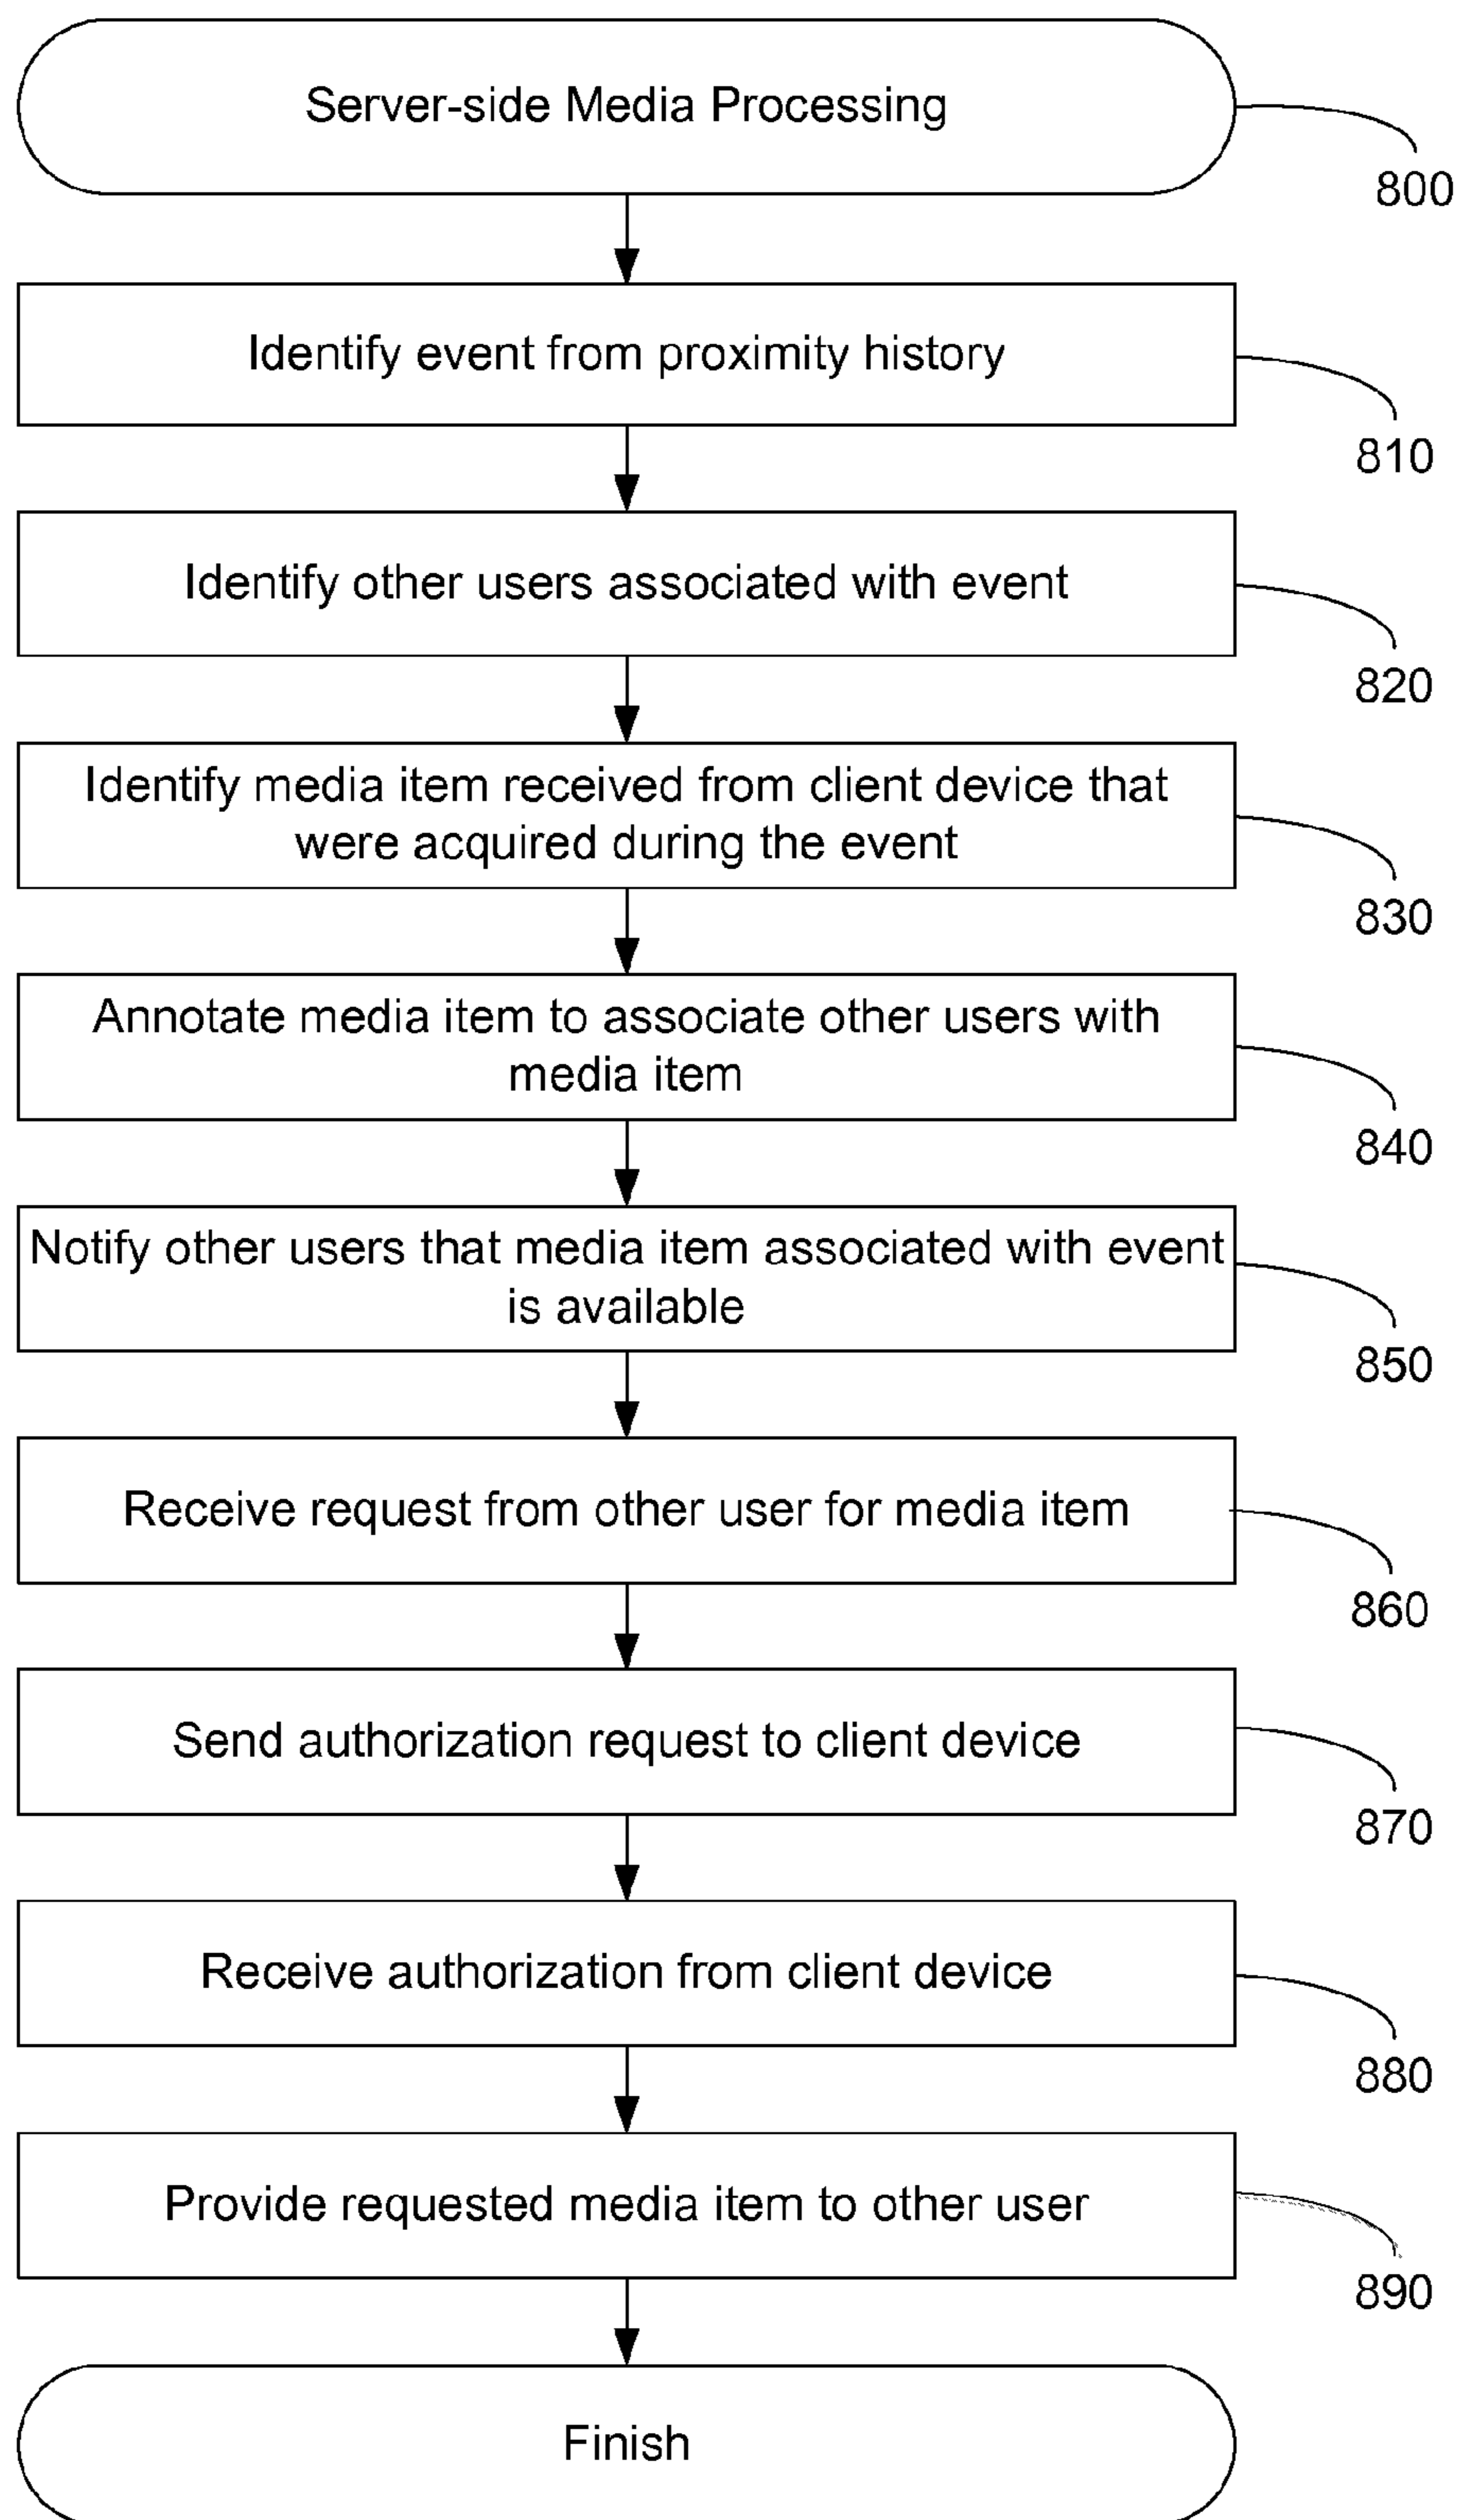 Server-side Media Processing
800
Identify event from proximity history
810
Identify other users associated with event
820
Identify media item received from client device that
were acquired during the event
830
Annotate media item to associate other users with
media item
840
Notify other users that media item associated with event
is available
850
Receive request from other user for media item
860
Send authorization request to client device
870
Receive authorization from client device
880
Provide requested media item to other user
890
Finish